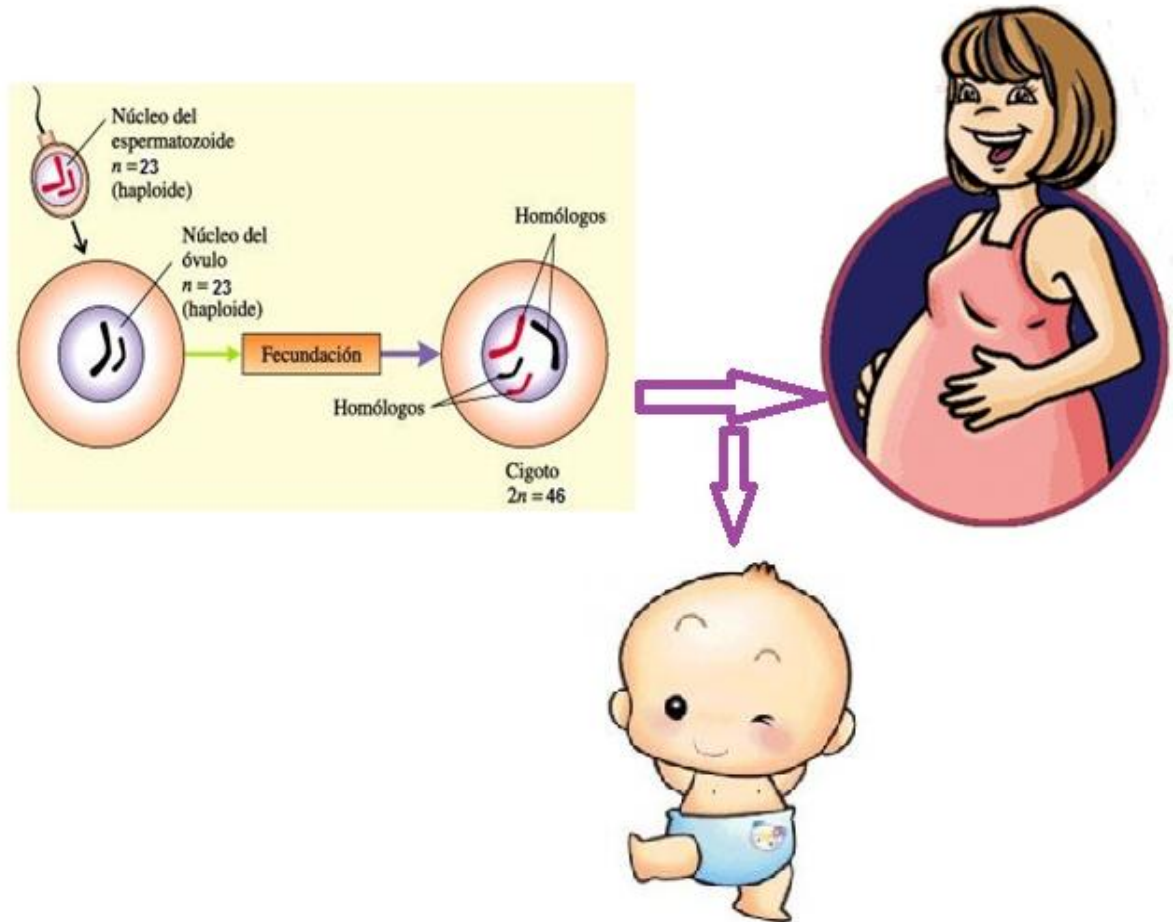 Núcleo del
espermatozoide
n = 23
(haploide)
Núcleo del
óvulo
n = 23
(haploide)
Fecundación
Homólogos
Homólogos
Cigoto
2n = 46